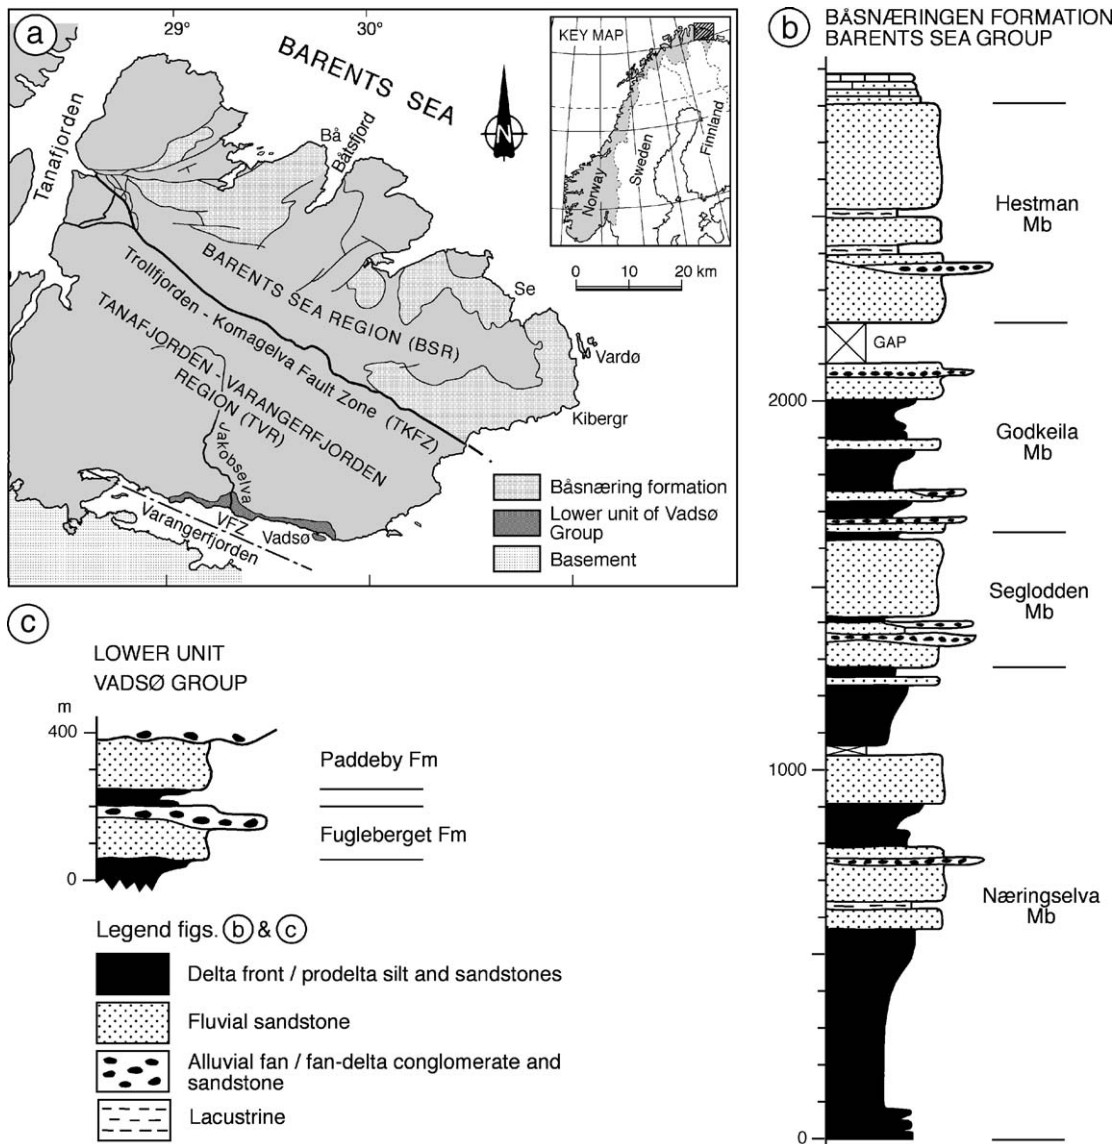 a
29°
30°
BARENTS SEA
Tanafjorden
Bå
Båtsfjord
N
KEY MAP
Norway
Sweden
Finnland
0 10 20 km
BARENTS SEA REGION (BSR)
Trollfjorden - Komagelva Fault Zone (TKFZ)
TANAFJORDEN - VARANGERFJORDEN
REGION (TVR)
Se
Vardø
Kibergr
Jakobselva
VFZ
Vadsø
Varangerfjorden
Båsnæring formation
Lower unit of Vadsø
Group
Basement
b
BÅSNÆRINGEN FORMATION
BARENTS SEA GROUP
Hestman
Mb
GAP
2000
Godkeila
Mb
Seglodden
Mb
1000
Næringselva
Mb
0
c
LOWER UNIT
VADSØ GROUP
m
400
Paddeby Fm
Fugleberget Fm
0
Legend figs. b & c
Delta front / prodelta silt and sandstones
Fluvial sandstone
Alluvial fan / fan-delta conglomerate and
sandstone
Lacustrine